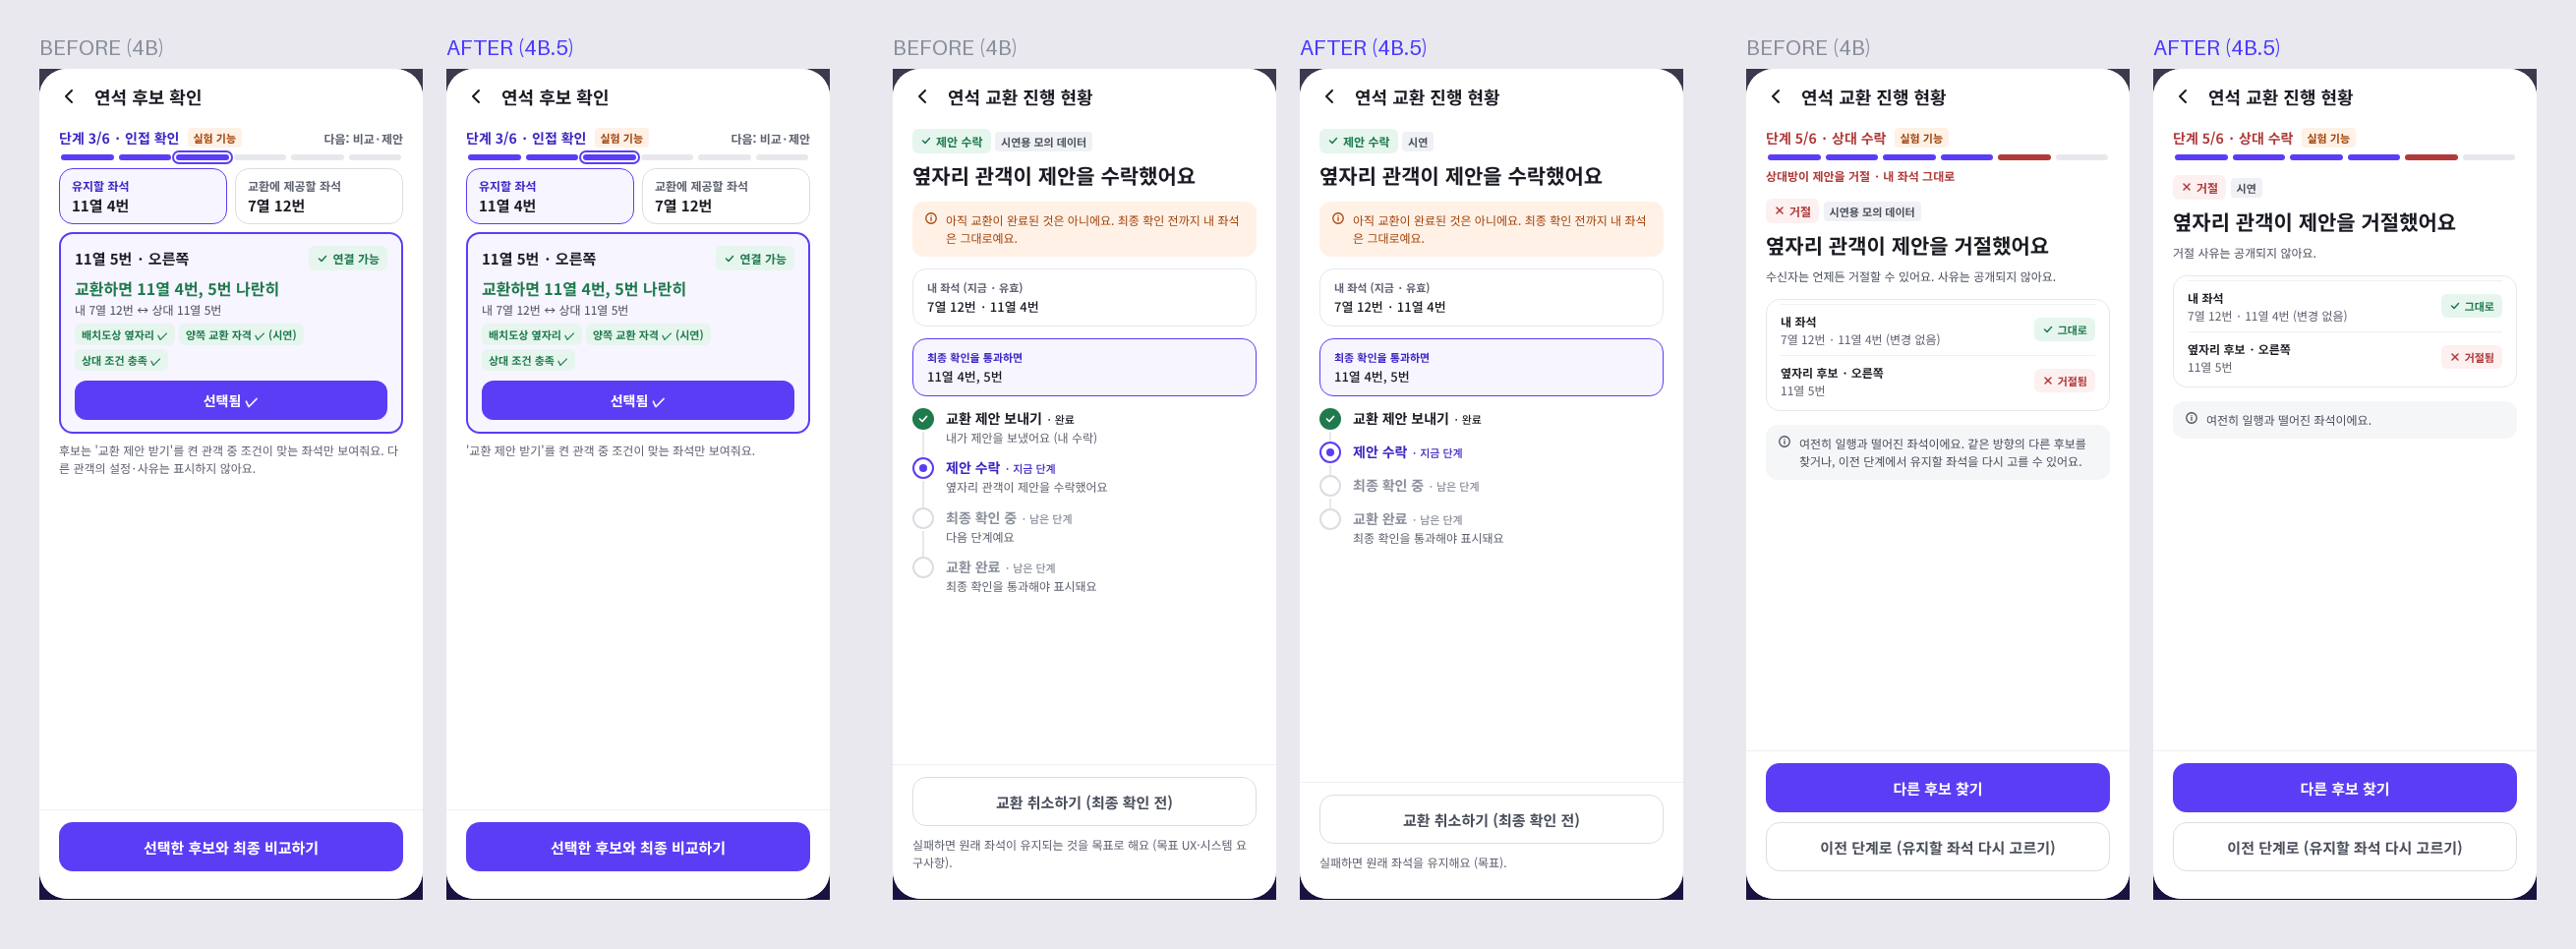 BEFORE (4B)
연석 후보 확인
단계 3/6 · 인접 확인 실험 기능 다음: 비교·제안
유지할 좌석
11열 4번
교환에 제공할 좌석
7열 12번
11열 5번 · 오른쪽 ✓ 연결 가능
교환하면 11열 4번, 5번 나란히
내 7열 12번 ↔ 상대 11열 5번
배치도상 옆자리 ✓ 양쪽 교환 자격 ✓ (시연)
상대 조건 충족 ✓
선택됨 ✓
후보는 '교환 제안 받기'를 켠 관객 중 조건이 맞는 좌석만 보여줘요. 다
른 관객의 설정·사유는 표시하지 않아요.
선택한 후보와 최종 비교하기
AFTER (4B.5)
연석 후보 확인
단계 3/6 · 인접 확인 실험 기능 다음: 비교·제안
유지할 좌석
11열 4번
교환에 제공할 좌석
7열 12번
11열 5번 · 오른쪽 ✓ 연결 가능
교환하면 11열 4번, 5번 나란히
내 7열 12번 ↔ 상대 11열 5번
배치도상 옆자리 ✓ 양쪽 교환 자격 ✓ (시연)
상대 조건 충족 ✓
선택됨 ✓
'교환 제안 받기'를 켠 관객 중 조건이 맞는 좌석만 보여줘요.
선택한 후보와 최종 비교하기
BEFORE (4B)
연석 교환 진행 현황
✓ 제안 수락 시연용 모의 데이터
옆자리 관객이 제안을 수락했어요
아직 교환이 완료된 것은 아니에요. 최종 확인 전까지 내 좌석
은 그대로예요.
내 좌석 (지금 · 유효)
7열 12번 · 11열 4번
최종 확인을 통과하면
11열 4번, 5번
교환 제안 보내기 · 완료
내가 제안을 보냈어요 (내 수락)
제안 수락 · 지금 단계
옆자리 관객이 제안을 수락했어요
최종 확인 중 · 남은 단계
다음 단계예요
교환 완료 · 남은 단계
최종 확인을 통과해야 표시돼요
교환 취소하기 (최종 확인 전)
실패하면 원래 좌석이 유지되는 것을 목표로 해요 (목표 UX·시스템 요
구사항).
AFTER (4B.5)
연석 교환 진행 현황
✓ 제안 수락 시연
옆자리 관객이 제안을 수락했어요
아직 교환이 완료된 것은 아니에요. 최종 확인 전까지 내 좌석
은 그대로예요.
내 좌석 (지금 · 유효)
7열 12번 · 11열 4번
최종 확인을 통과하면
11열 4번, 5번
교환 제안 보내기 · 완료
제안 수락 · 지금 단계
최종 확인 중 · 남은 단계
교환 완료 · 남은 단계
최종 확인을 통과해야 표시돼요
교환 취소하기 (최종 확인 전)
실패하면 원래 좌석을 유지해요 (목표).
BEFORE (4B)
연석 교환 진행 현황
단계 5/6 · 상대 수락 실험 기능
상대방이 제안을 거절 · 내 좌석 그대로
✕ 거절 시연용 모의 데이터
옆자리 관객이 제안을 거절했어요
수신자는 언제든 거절할 수 있어요. 사유는 공개되지 않아요.
내 좌석
7열 12번 · 11열 4번 (변경 없음)
✓ 그대로
옆자리 후보 · 오른쪽
11열 5번
✕ 거절됨
여전히 일행과 떨어진 좌석이에요. 같은 방향의 다른 후보를
찾거나, 이전 단계에서 유지할 좌석을 다시 고를 수 있어요.
다른 후보 찾기
이전 단계로 (유지할 좌석 다시 고르기)
AFTER (4B.5)
연석 교환 진행 현황
단계 5/6 · 상대 수락 실험 기능
✕ 거절 시연
옆자리 관객이 제안을 거절했어요
거절 사유는 공개되지 않아요.
내 좌석
7열 12번 · 11열 4번 (변경 없음)
✓ 그대로
옆자리 후보 · 오른쪽
11열 5번
✕ 거절됨
여전히 일행과 떨어진 좌석이에요.
다른 후보 찾기
이전 단계로 (유지할 좌석 다시 고르기)